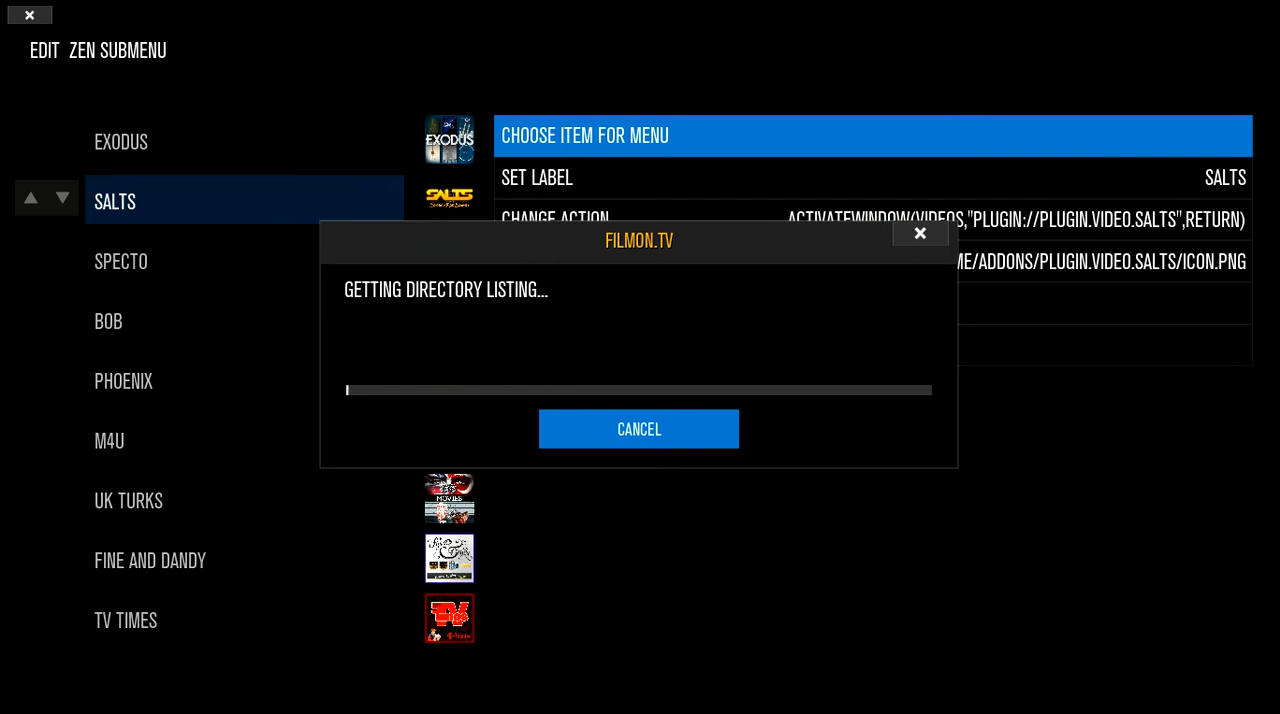 EDIT ZEN SUBMENU
EXODUS
EXODUS
CHOOSE ITEM FOR MENU
SALTS
SALTS
SET LABEL
SALTS
CHANGE ACTION
ACTIVATEWINDOW(VIDEOS,"PLUGIN://PLUGIN.VIDEO.SALTS",RETURN)
ME/ADDONS/PLUGIN.VIDEO.SALTS/ICON.PNG
FILMON.TV
GETTING DIRECTORY LISTING...
CANCEL
SPECTO
BOB
PHOENIX
M4U
UK TURKS
MOVIES
FINE AND DANDY
TV TIMES
TV